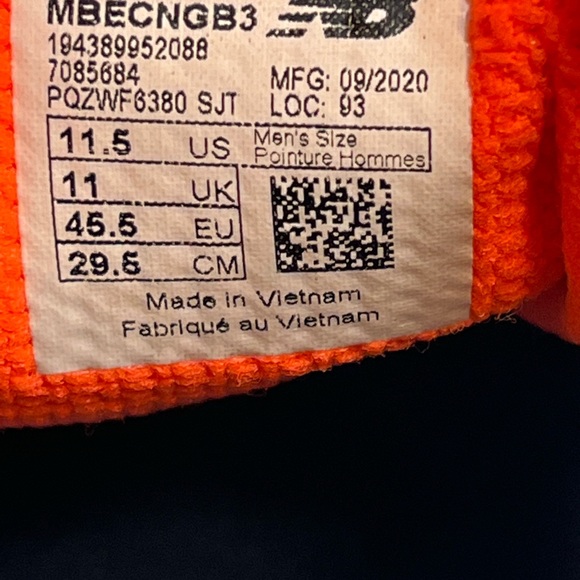 MBECNGB3
194389952088
7085684
PQZWF6380 SJT
MFG: 09/2020
LOC: 93
11.5 US Men's Size
Pointure Hommes
11 UK
45.5 EU
29.5 CM
Made in Vietnam
Fabriqué au Vietnam